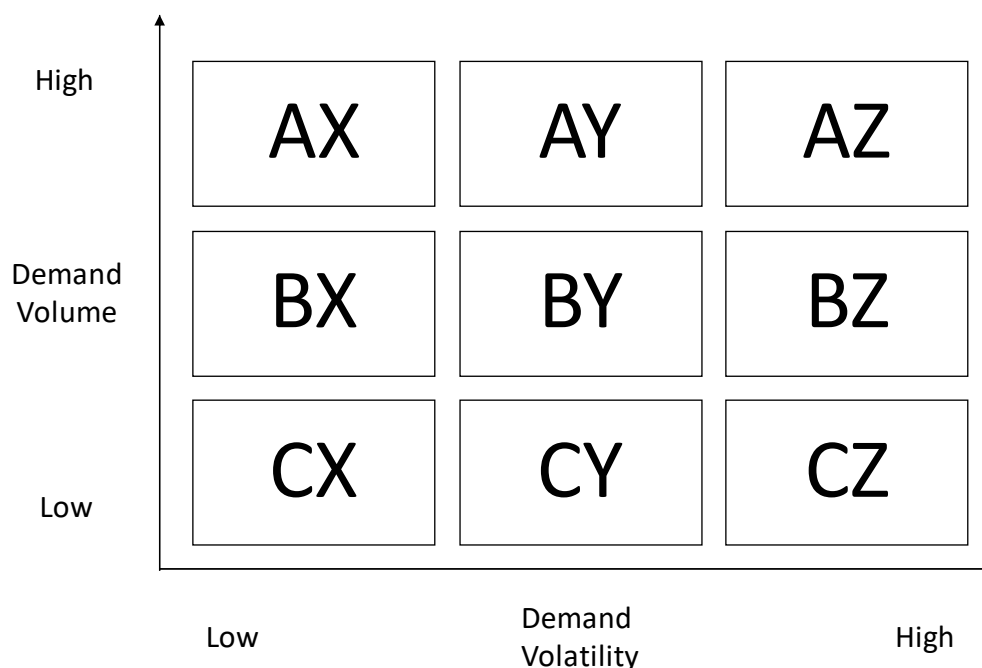 High
AX AY AZ
Demand
Volume
BX BY BZ
CX CY CZ
Low
Low
Demand
Volatility
High